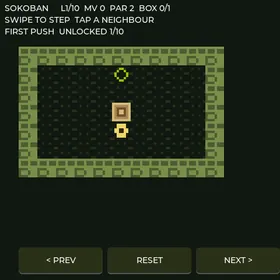 SOKOBAN L1/10 MV 0 PAR 2 BOX 0/1
SWIPE TO STEP TAP A NEIGHBOUR
FIRST PUSH UNLOCKED 1/10
< PREV RESET NEXT >